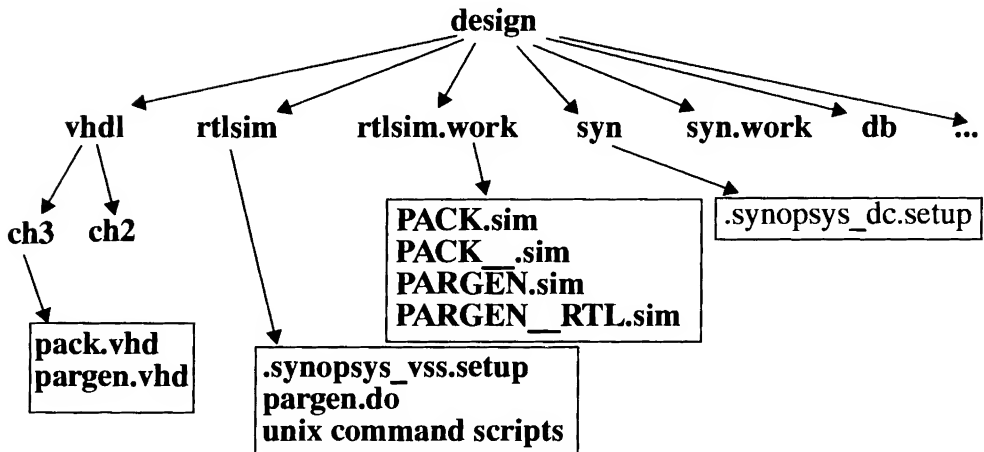 design
vhdl rtlsim rtlsim.work syn syn.work db ...
ch3 ch2
PACK.sim
PACK__.sim
PARGEN.sim
PARGEN__RTL.sim
.synopsys_dc.setup
pack.vhd
pargen.vhd
.synopsys_vss.setup
pargen.do
unix command scripts